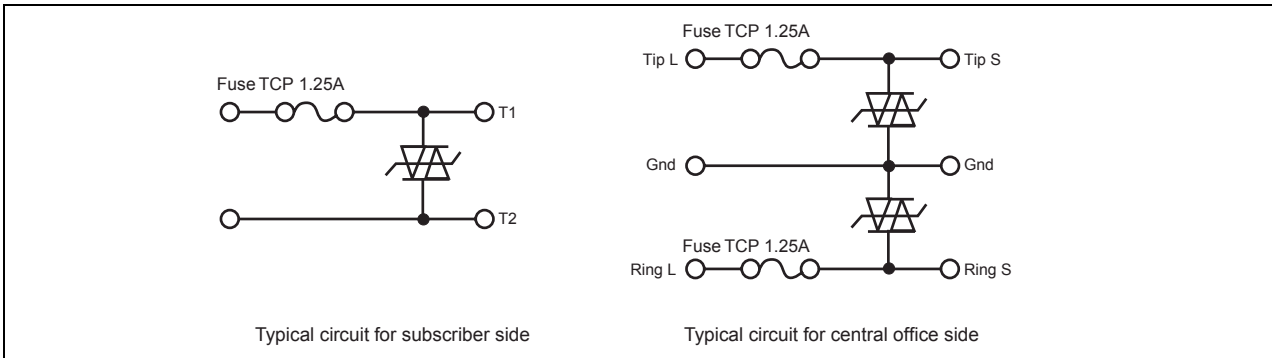 Fuse TCP 1.25A
T1
T2
Typical circuit for subscriber side
Fuse TCP 1.25A
Tip L
Tip S
Gnd
Gnd
Fuse TCP 1.25A
Ring L
Ring S
Typical circuit for central office side